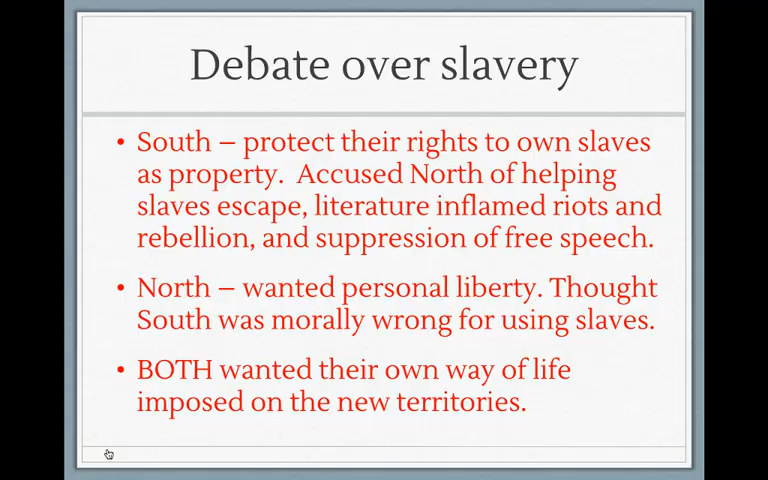 Debate over slavery
• South – protect their rights to own slaves
as property.  Accused North of helping
slaves escape, literature inflamed riots and
rebellion, and suppression of free speech.
• North – wanted personal liberty. Thought
South was morally wrong for using slaves.
• BOTH wanted their own way of life
imposed on the new territories.